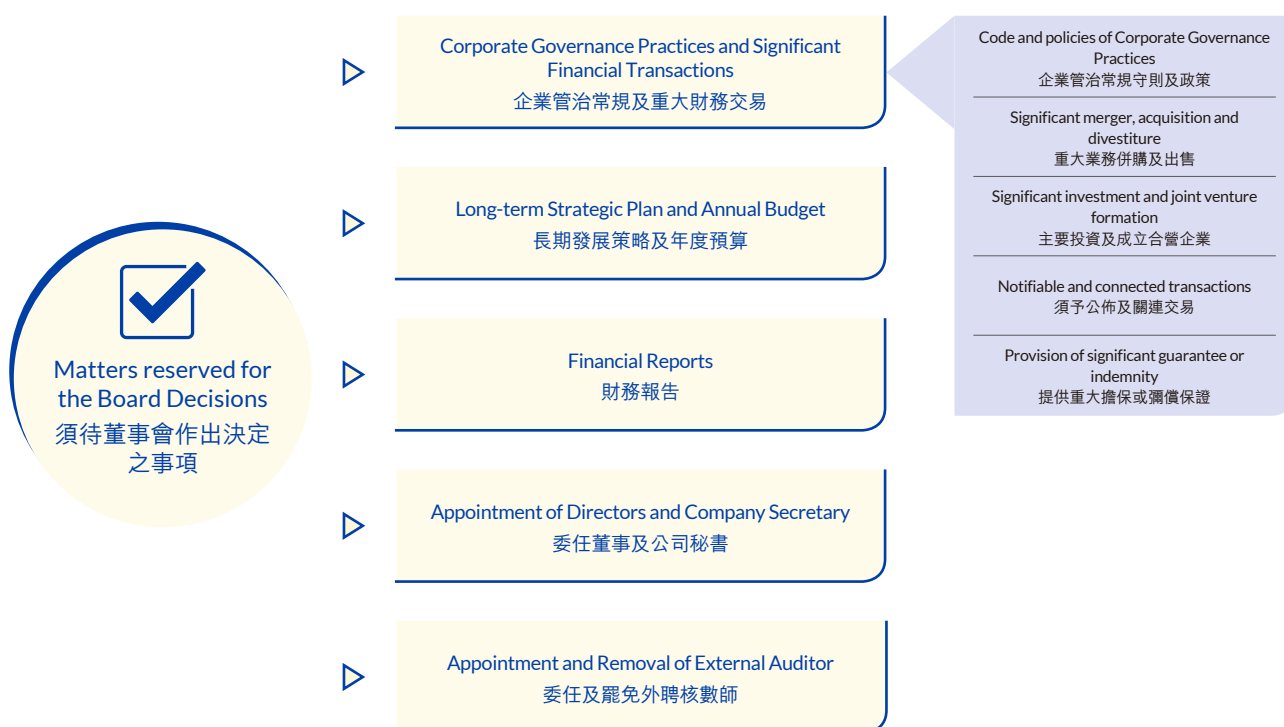 Matters reserved for
the Board Decisions
須待董事會作出決定
之事項
Corporate Governance Practices and Significant
Financial Transactions
企業管治常規及重大財務交易
Long-term Strategic Plan and Annual Budget
長期發展策略及年度預算
Financial Reports
財務報告
Appointment of Directors and Company Secretary
委任董事及公司秘書
Appointment and Removal of External Auditor
委任及罷免外聘核數師
Code and policies of Corporate Governance
Practices
企業管治常規守則及政策
Significant merger, acquisition and
divestiture
重大業務併購及出售
Significant investment and joint venture
formation
主要投資及成立合營企業
Notifiable and connected transactions
須予公佈及關連交易
Provision of significant guarantee or
indemnity
提供重大擔保或彌償保證